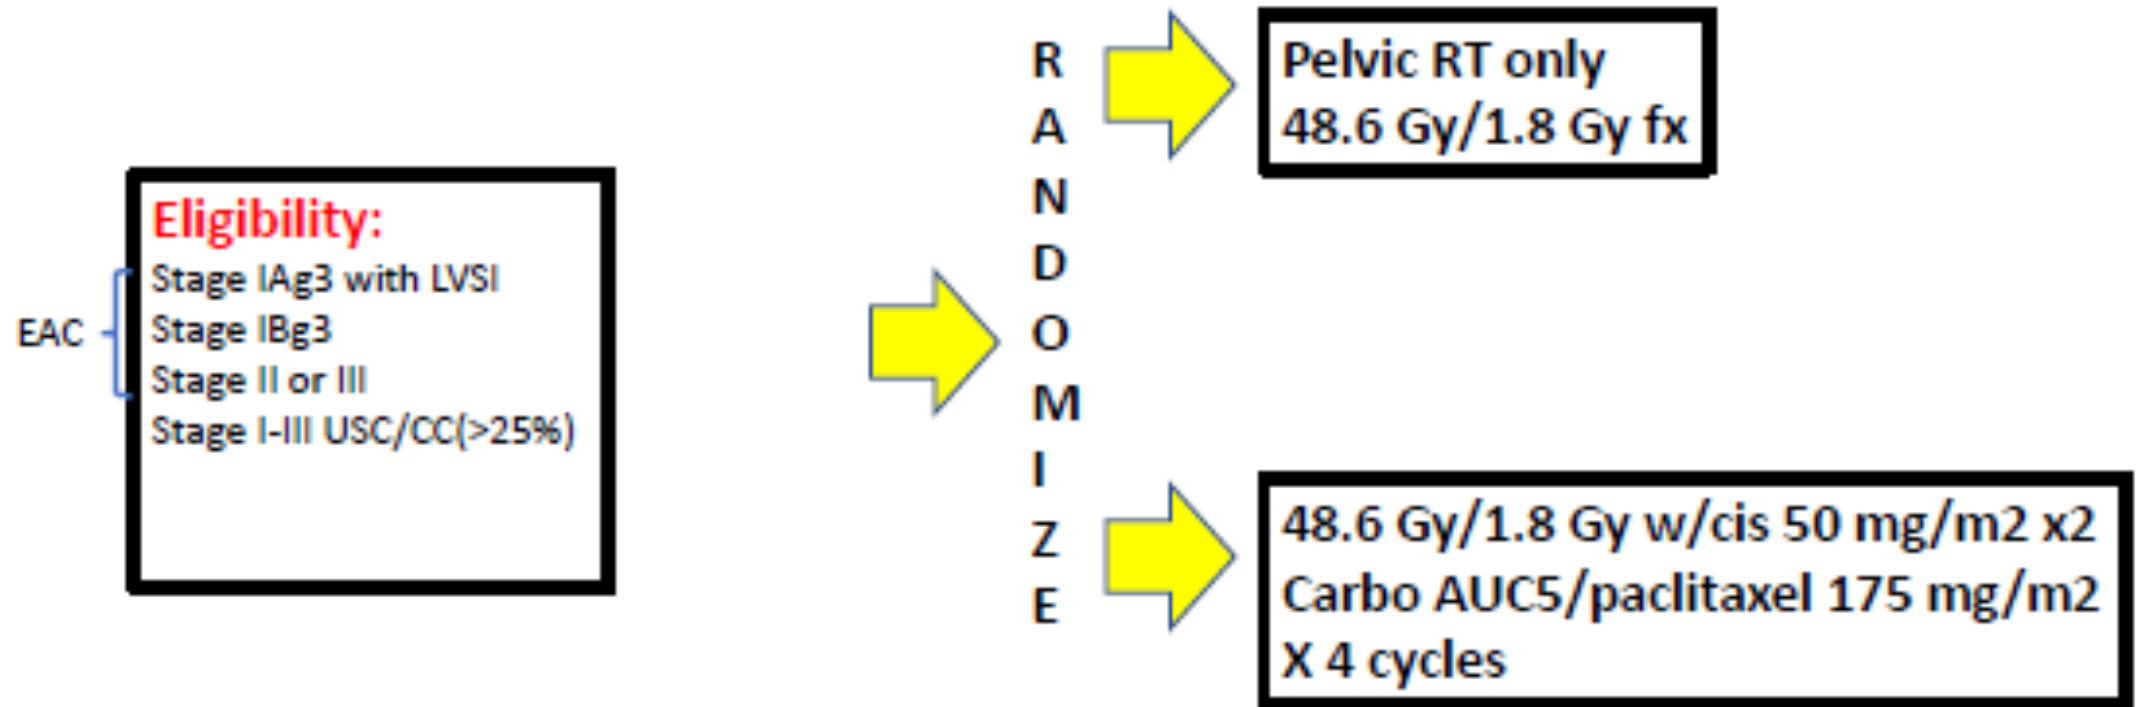 EAC
Eligibility:
Stage IAg3 with LVSI
Stage IBg3
Stage II or III
Stage I-III USC/CC(>25%)
R
A
N
D
O
M
I
Z
E
Pelvic RT only
48.6 Gy/1.8 Gy fx
48.6 Gy/1.8 Gy w/cis 50 mg/m2 x2
Carbo AUC5/paclitaxel 175 mg/m2
X 4 cycles